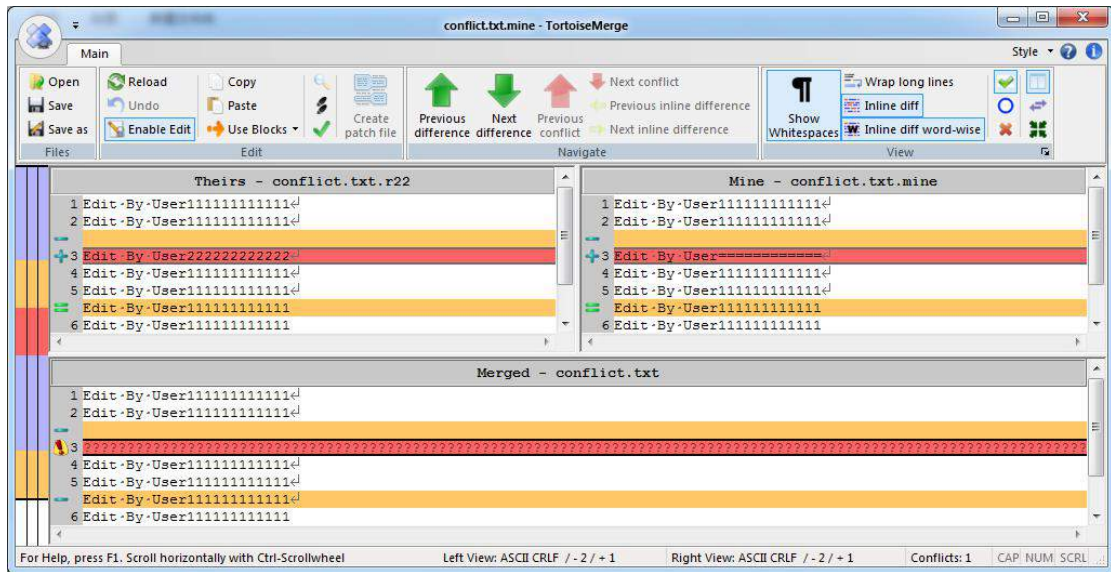 conflict.txt.mine - TortoiseMerge
Main
Style
Open
Save
Save as
Files
Reload
Undo
Enable Edit
Copy
Paste
Use Blocks
Create patch file
Edit
Previous difference
Next difference
Previous conflict
Next conflict
Previous inline difference
Next inline difference
Navigate
Show Whitespaces
Wrap long lines
Inline diff
Inline diff word-wise
View
Theirs - conflict.txt.r22
1 Edit·By·User111111111111↵
2 Edit·By·User111111111111↵
3 Edit·By·User222222222222↵
4 Edit·By·User111111111111↵
5 Edit·By·User111111111111↵
Edit·By·User111111111111
6 Edit·By·User111111111111
Mine - conflict.txt.mine
1 Edit·By·User111111111111↵
2 Edit·By·User111111111111↵
3 Edit·By·User============↵
4 Edit·By·User111111111111↵
5 Edit·By·User111111111111↵
Edit·By·User111111111111
6 Edit·By·User111111111111
Merged - conflict.txt
1 Edit·By·User111111111111↵
2 Edit·By·User111111111111↵
3 ????????????????????????????????????????????????????????????????????????????????????????????????????????????????????????
4 Edit·By·User111111111111↵
5 Edit·By·User111111111111↵
Edit·By·User111111111111↵
6 Edit·By·User111111111111
For Help, press F1. Scroll horizontally with Ctrl-Scrollwheel
Left View: ASCII CRLF / - 2 / + 1
Right View: ASCII CRLF / - 2 / + 1
Conflicts: 1
CAP NUM SCRL